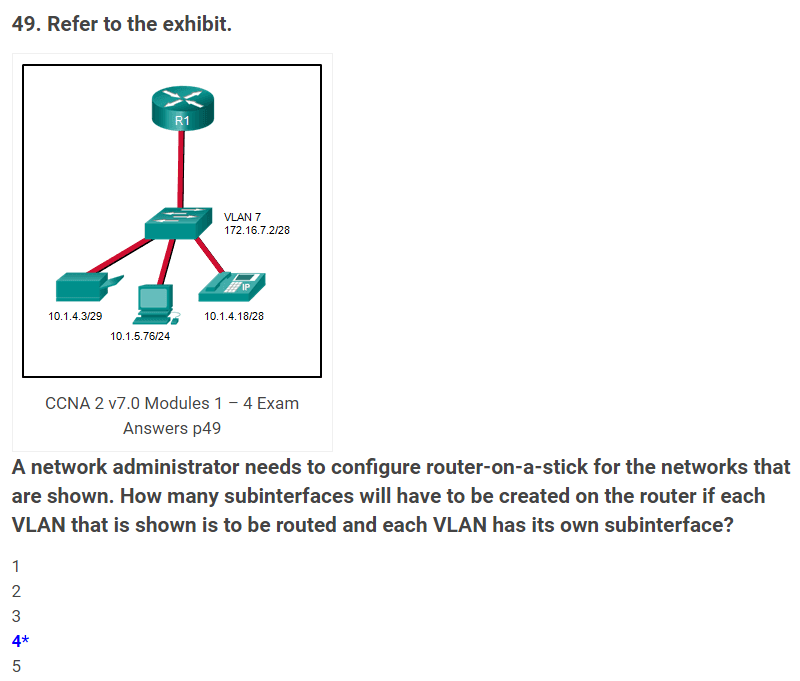 49. Refer to the exhibit.
R1
VLAN 7
172.16.7.2/28
IP
10.1.4.3/29
10.1.4.18/28
10.1.5.76/24
CCNA 2 v7.0 Modules 1 – 4 Exam
Answers p49
A network administrator needs to configure router-on-a-stick for the networks that
are shown. How many subinterfaces will have to be created on the router if each
VLAN that is shown is to be routed and each VLAN has its own subinterface?
1
2
3
4*
5